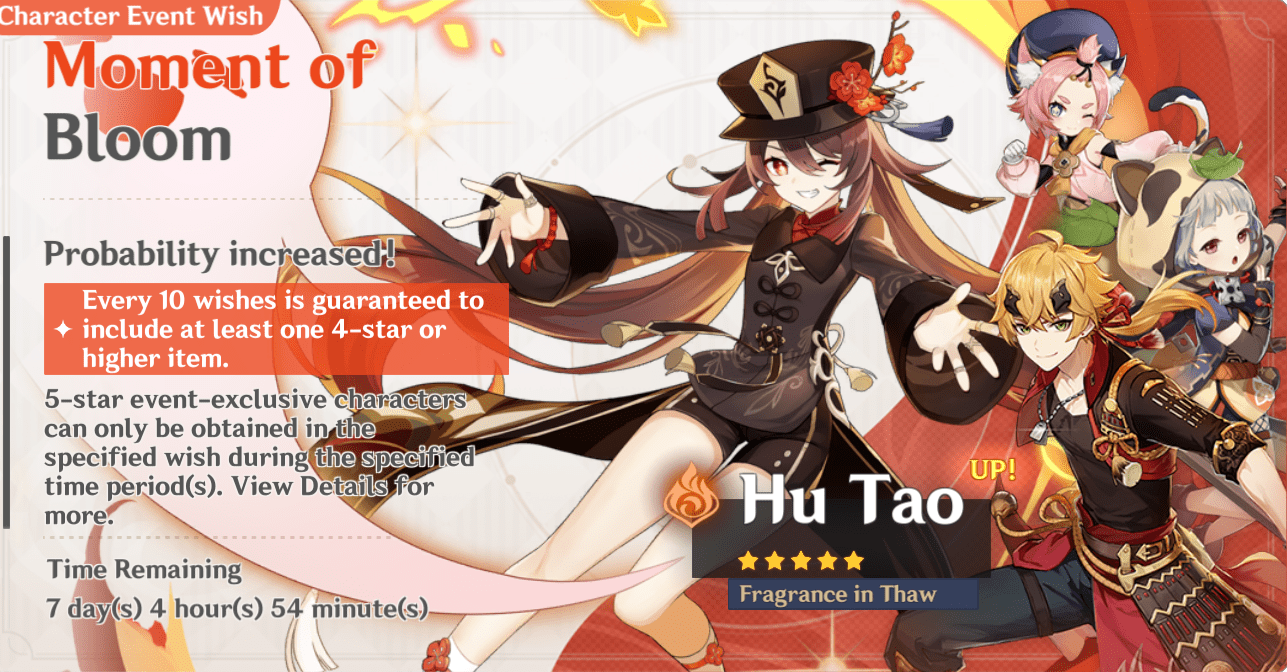 Character Event Wish
Moment of
Bloom
Probability increased!
Every 10 wishes is guaranteed to
✦ include at least one 4-star or
higher item.
5-star event-exclusive characters
can only be obtained in the
specified wish during the specified
time period(s). View Details for
more.
Time Remaining
7 day(s) 4 hour(s) 54 minute(s)
UP!
Hu Tao
Fragrance in Thaw